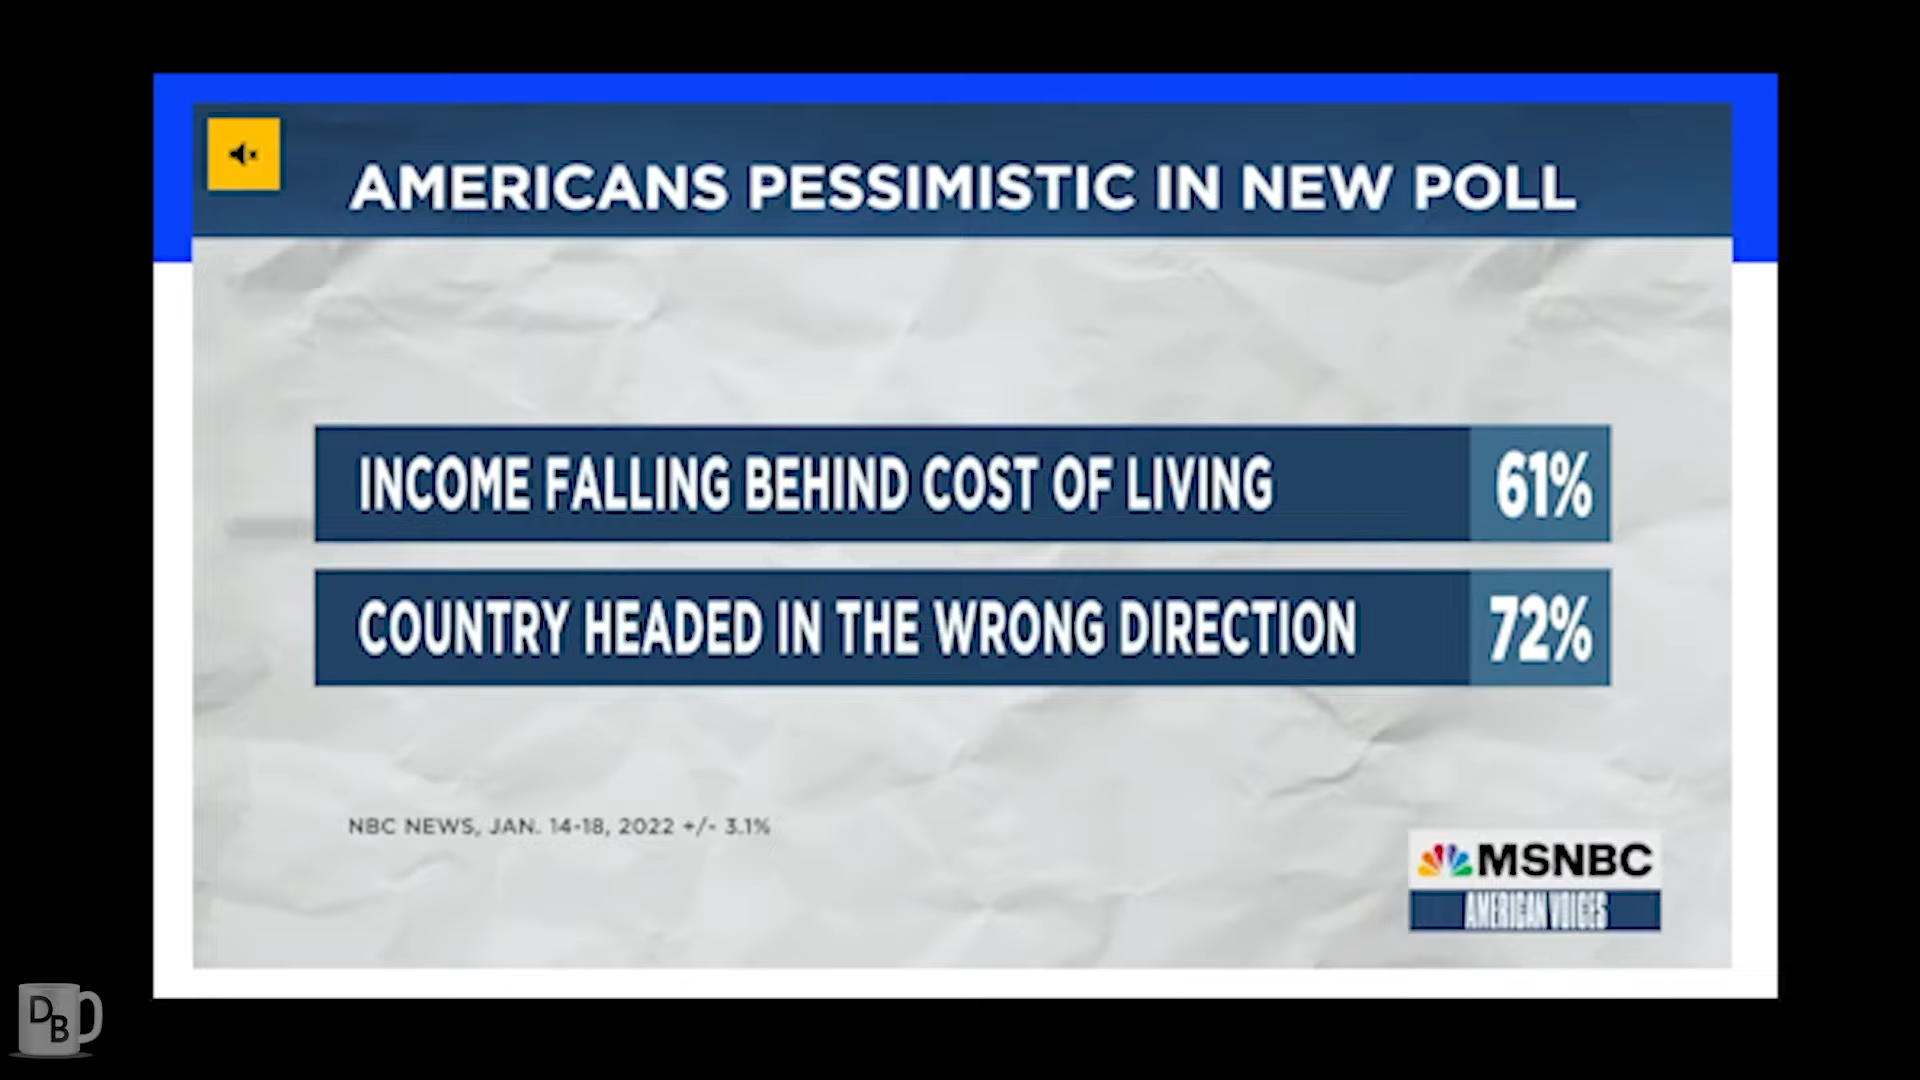 AMERICANS PESSIMISTIC IN NEW POLL
INCOME FALLING BEHIND COST OF LIVING 61%
COUNTRY HEADED IN THE WRONG DIRECTION 72%
NBC NEWS, JAN. 14-18, 2022 +/- 3.1%
MSNBC
AMERICAN VOICES
DB